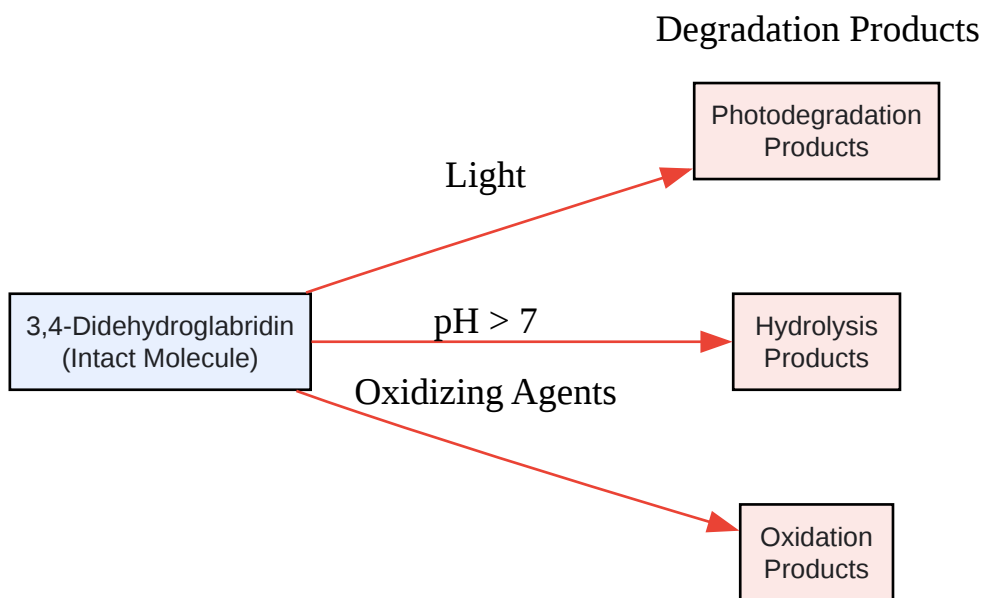 Degradation Products
Photodegradation
Products
Light
3,4-Didehydroglabridin
(Intact Molecule)
pH > 7
Hydrolysis
Products
Oxidizing Agents
Oxidation
Products